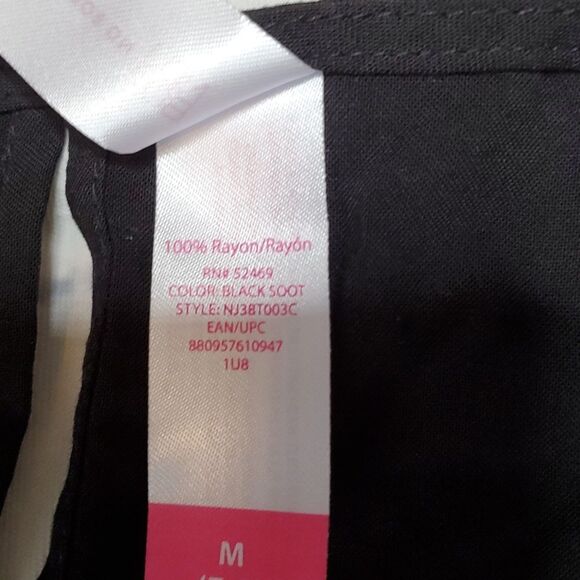 100% Rayon/Rayón
RN# 52469
COLOR: BLACK SOOT
STYLE: NJ38T003C
EAN/UPC
880957610947
1U8
M